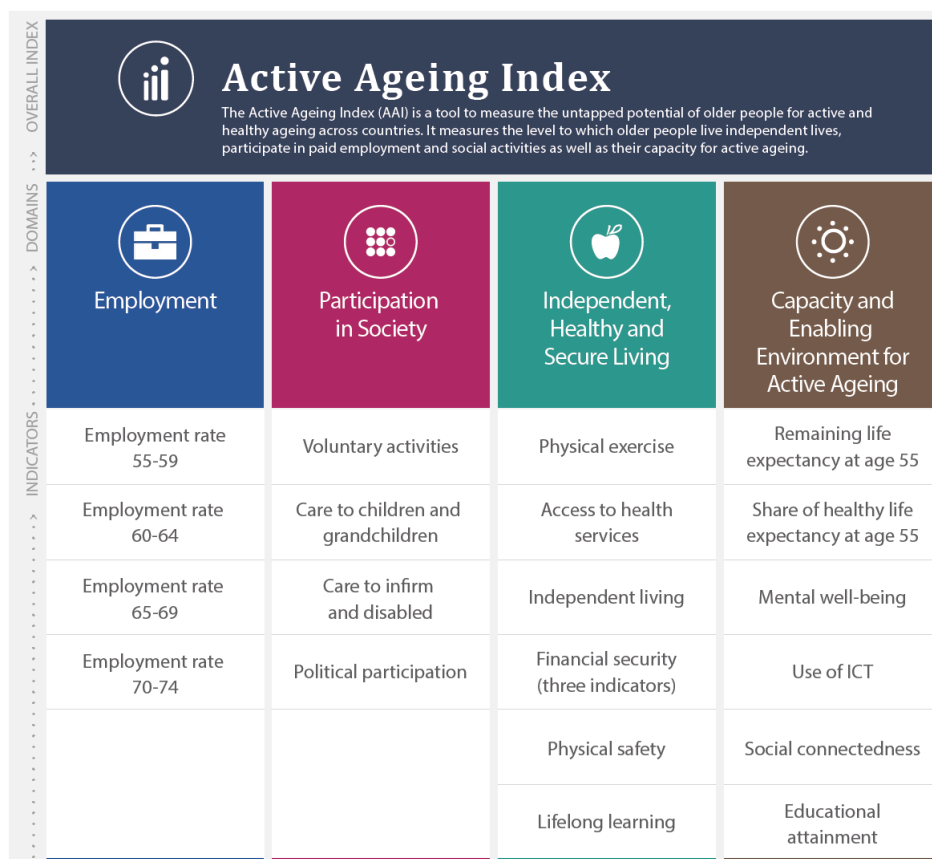 OVERALL INDEX
Active Ageing Index
The Active Ageing Index (AAI) is a tool to measure the untapped potential of older people for active and
healthy ageing across countries. It measures the level to which older people live independent lives,
participate in paid employment and social activities as well as their capacity for active ageing.
DOMAINS
Employment
Participation
in Society
Independent,
Healthy and
Secure Living
Capacity and
Enabling
Environment for
Active Ageing
INDICATORS
Employment rate
55-59
Voluntary activities
Physical exercise
Remaining life
expectancy at age 55
Employment rate
60-64
Care to children and
grandchildren
Access to health
services
Share of healthy life
expectancy at age 55
Employment rate
65-69
Care to infirm
and disabled
Independent living
Mental well-being
Employment rate
70-74
Political participation
Financial security
(three indicators)
Use of ICT
Physical safety
Social connectedness
Lifelong learning
Educational
attainment